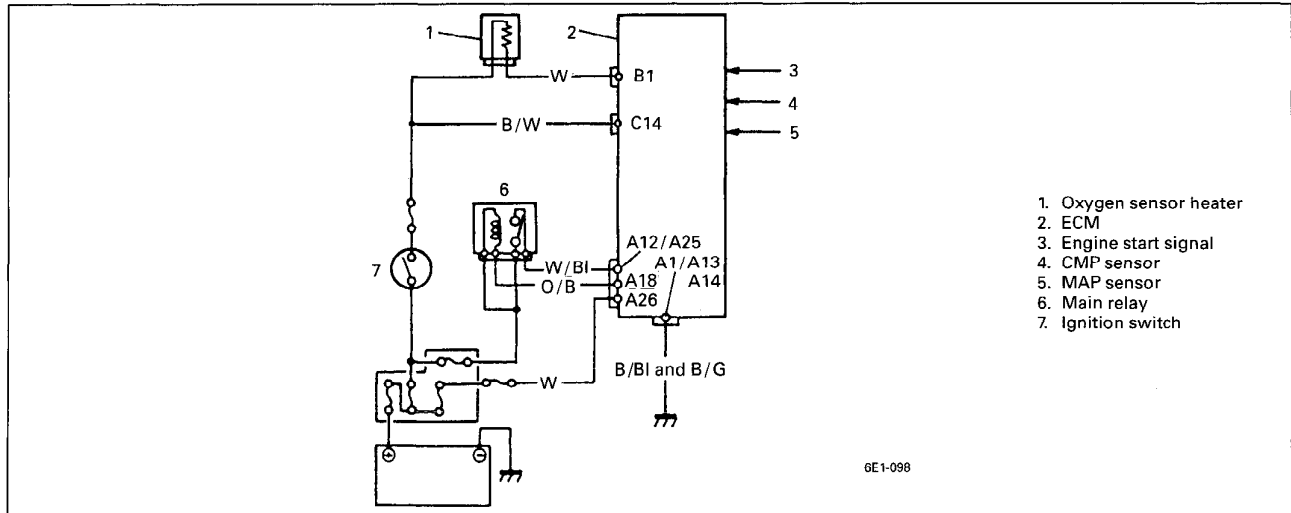 1
2
3
4
5
6
7
W
B1
B/W
C14
A12/A25
W/Bl
A1/A13
O/B
A18
A14
A26
W
B/Bl and B/G
6E1-098
1. Oxygen sensor heater
2. ECM
3. Engine start signal
4. CMP sensor
5. MAP sensor
6. Main relay
7. Ignition switch